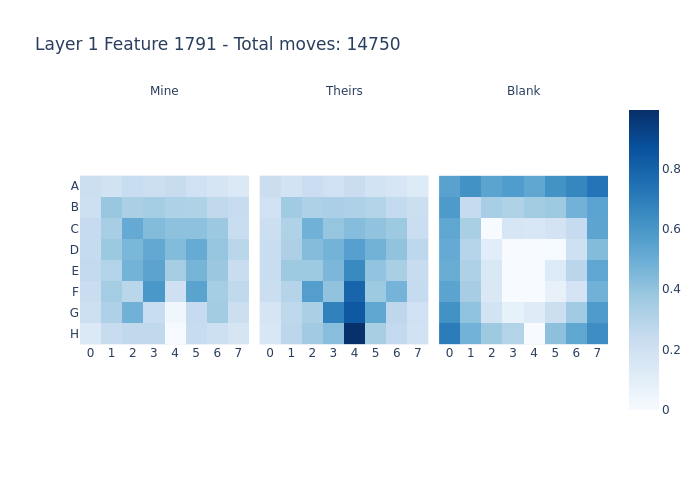 Layer 1 Feature 1791 - Total moves: 14750
Mine Theirs Blank
A
B
C
D
E
F
G
H
0 1 2 3 4 5 6 7 0 1 2 3 4 5 6 7 0 1 2 3 4 5 6 7
0.8
0.6
0.4
0.2
0